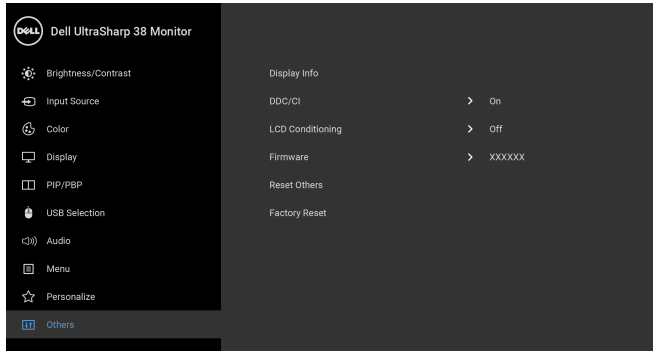 DELL Dell UltraSharp 38 Monitor
Brightness/Contrast
Input Source
Color
Display
PIP/PBP
USB Selection
Audio
Menu
Personalize
Others
Display Info
DDC/CI > On
LCD Conditioning > Off
Firmware > XXXXXX
Reset Others
Factory Reset